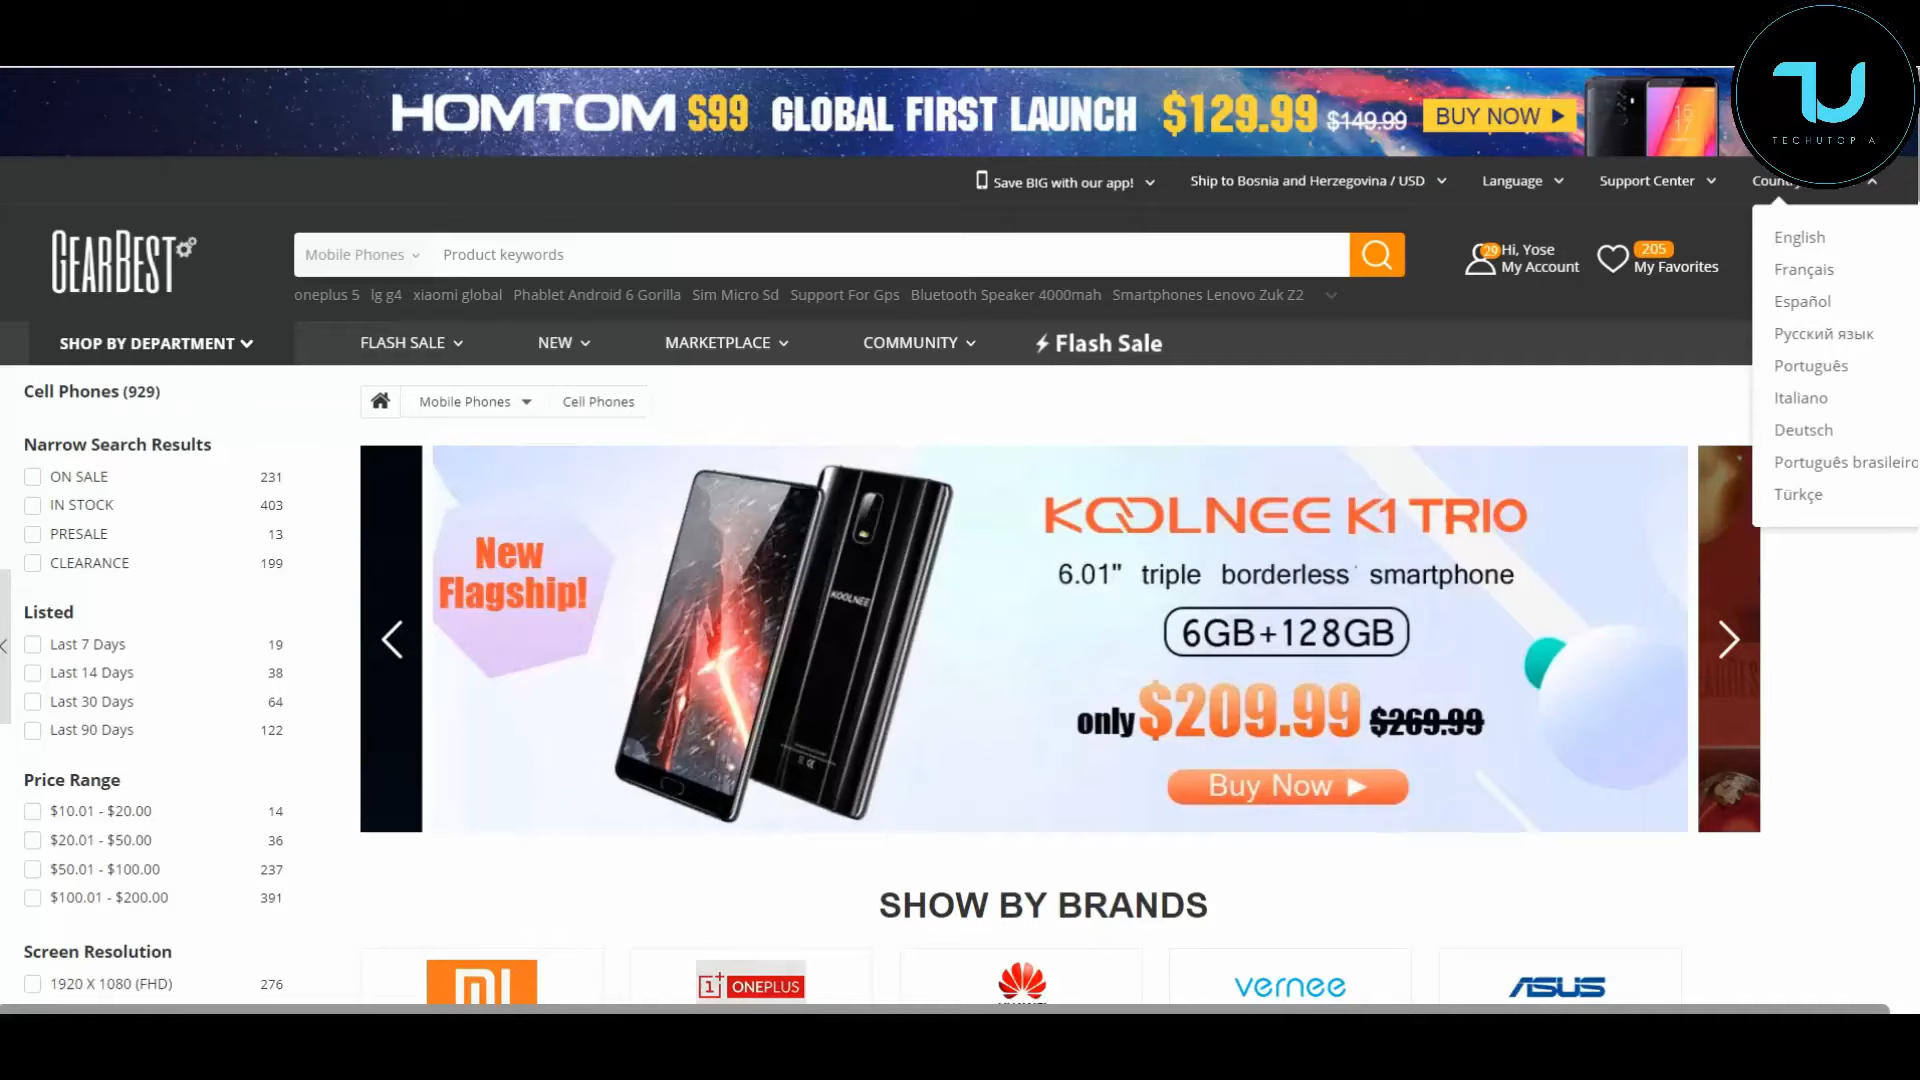 HOMTOM S99 GLOBAL FIRST LAUNCH $129.99 $149.99 BUY NOW
TECHUTOPIA
Save BIG with our app! Ship to Bosnia and Herzegovina / USD Language Support Center
GEARBEST
Mobile Phones Product keywords
29 Hi, Yose
My Account
205
My Favorites
oneplus 5 lg g4 xiaomi global Phablet Android 6 Gorilla Sim Micro Sd Support For Gps Bluetooth Speaker 4000mah Smartphones Lenovo Zuk Z2
SHOP BY DEPARTMENT FLASH SALE NEW MARKETPLACE COMMUNITY Flash Sale
English
Français
Español
Русский язык
Português
Italiano
Deutsch
Português brasileiro
Türkçe
Cell Phones (929)
Narrow Search Results
ON SALE 231
IN STOCK 403
PRESALE 13
CLEARANCE 199
Listed
Last 7 Days 19
Last 14 Days 38
Last 30 Days 64
Last 90 Days 122
Price Range
$10.01 - $20.00 14
$20.01 - $50.00 36
$50.01 - $100.00 237
$100.01 - $200.00 391
Screen Resolution
1920 X 1080 (FHD) 276
Mobile Phones Cell Phones
New
Flagship!
KOOLNEE
KOOLNEE K1 TRIO
6.01" triple borderless smartphone
6GB+128GB
only $209.99 $269.99
Buy Now
SHOW BY BRANDS
MI
1+ ONEPLUS
vernee
ASUS